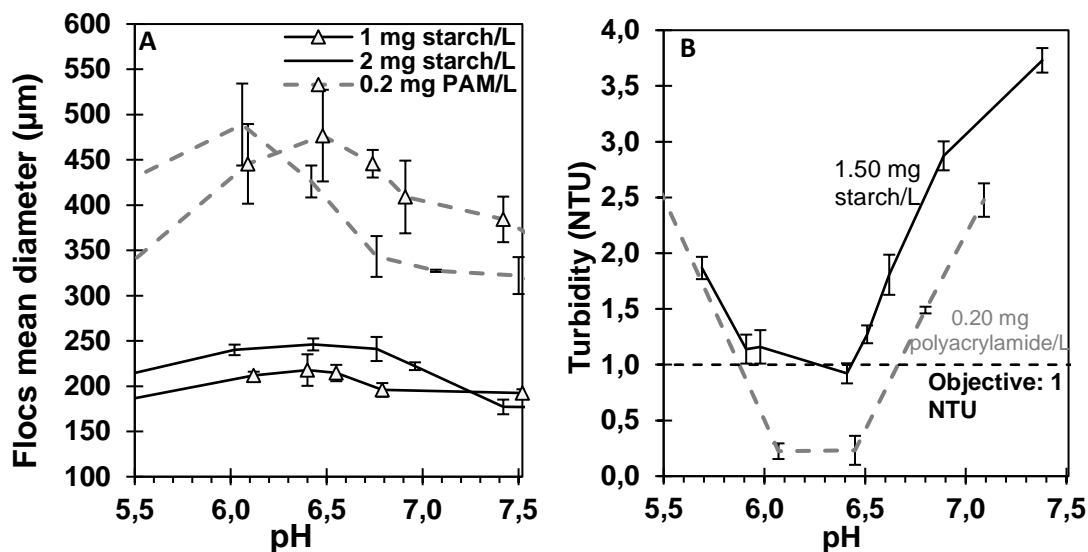 A
Flocs mean diameter (µm)
600
550
500
450
400
350
300
250
200
150
100
1 mg starch/L
2 mg starch/L
0.2 mg PAM/L
5,5 6,0 6,5 7,0 7,5
pH
B
Turbidity (NTU)
4,0
3,5
3,0
2,5
2,0
1,5
1,0
0,5
0,0
1.50 mg
starch/L
0.20 mg
polyacrylamide/L
Objective: 1
NTU
5,5 6,0 6,5 7,0 7,5
pH